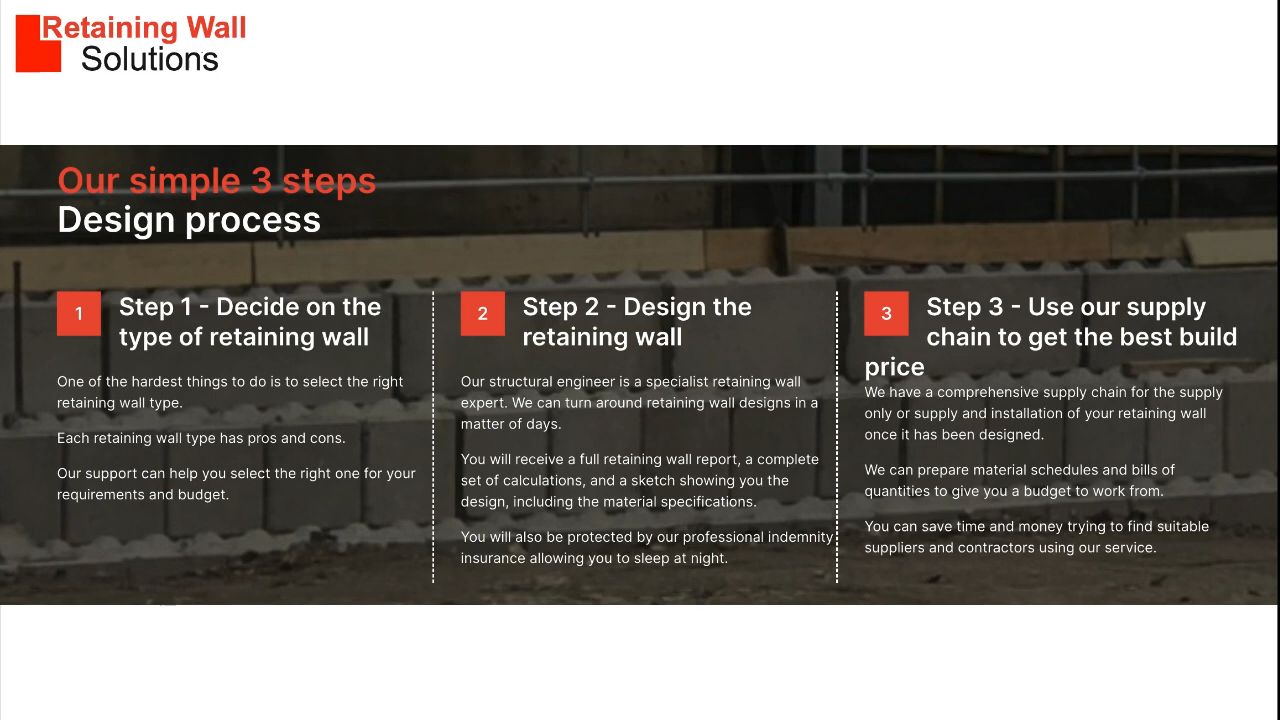 Retaining Wall
Solutions
Our simple 3 steps
Design process
1
Step 1 - Decide on the
type of retaining wall
One of the hardest things to do is to select the right
retaining wall type.
Each retaining wall type has pros and cons.
Our support can help you select the right one for your
requirements and budget.
2
Step 2 - Design the
retaining wall
Our structural engineer is a specialist retaining wall
expert. We can turn around retaining wall designs in a
matter of days.
You will receive a full retaining wall report, a complete
set of calculations, and a sketch showing you the
design, including the material specifications.
You will also be protected by our professional indemnity
insurance allowing you to sleep at night.
3
Step 3 - Use our supply
chain to get the best build
price
We have a comprehensive supply chain for the supply
only or supply and installation of your retaining wall
once it has been designed.
We can prepare material schedules and bills of
quantities to give you a budget to work from.
You can save time and money trying to find suitable
suppliers and contractors using our service.